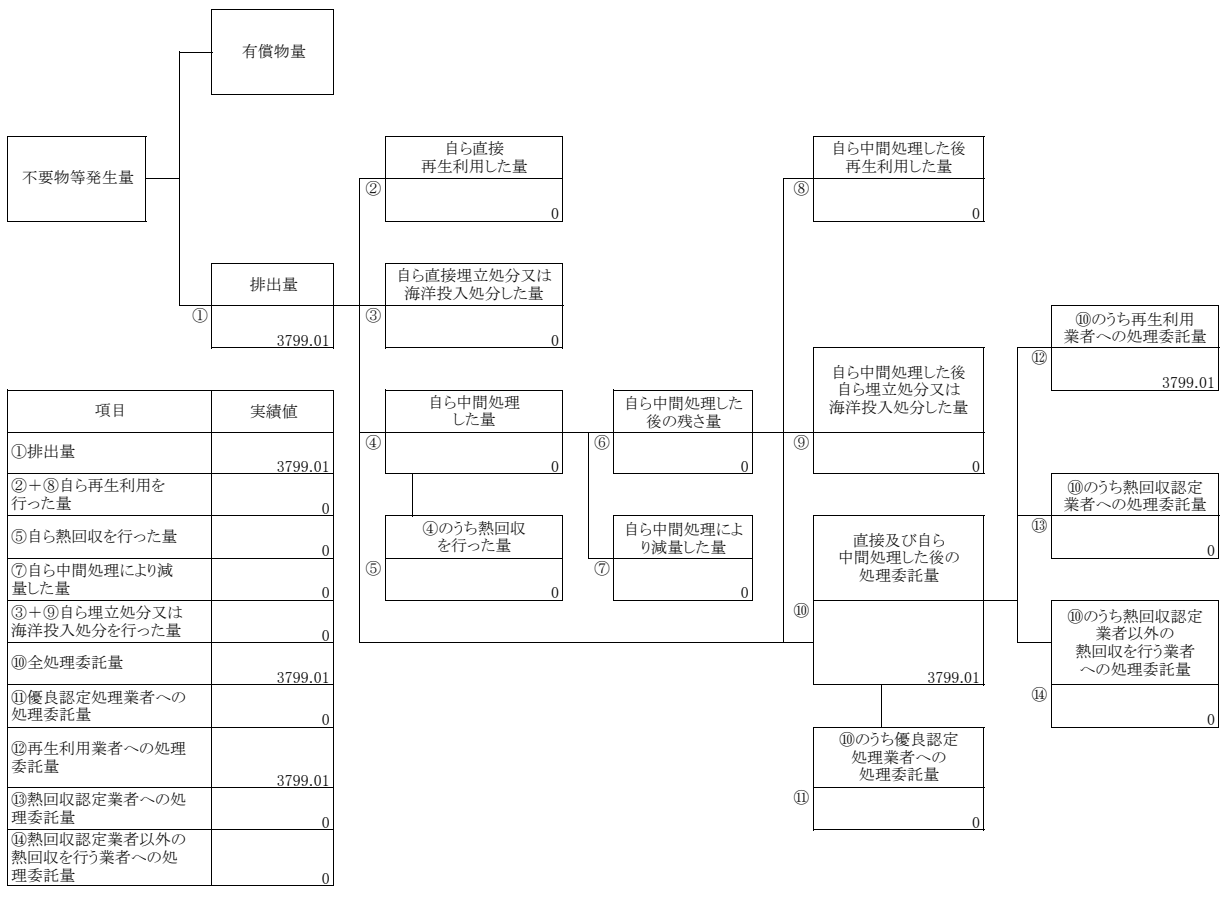 有償物量
不要物等発生量
自ら直接
再生利用した量
②
0
自ら中間処理した後
再生利用した量
⑧
0
排出量
①
3799.01
自ら直接埋立処分又は
海洋投入処分した量
③
0
⑩のうち再生利用
業者への処理委託量
⑫
3799.01
自ら中間処理
した量
④
0
自ら中間処理した
後の残さ量
⑥
0
自ら中間処理した後
自ら埋立処分又は
海洋投入処分した量
⑨
0
⑩のうち熱回収認定
業者への処理委託量
⑬
0
④のうち熱回収
を行った量
⑤
0
自ら中間処理によ
り減量した量
⑦
0
直接及び自ら
中間処理した後の
処理委託量
⑩
3799.01
⑩のうち熱回収認定
業者以外の
熱回収を行う業者
への処理委託量
⑭
0
⑩のうち優良認定
処理業者への
処理委託量
⑪
0
項目 実績値
①排出量
3799.01
②＋⑧自ら再生利用を
行った量
0
⑤自ら熱回収を行った量
0
⑦自ら中間処理により減
量した量
0
③＋⑨自ら埋立処分又は
海洋投入処分を行った量
0
⑩全処理委託量
3799.01
⑪優良認定処理業者への
処理委託量
0
⑫再生利用業者への処理
委託量
3799.01
⑬熱回収認定業者への処
理委託量
0
⑭熱回収認定業者以外の
熱回収を行う業者への処
理委託量
0